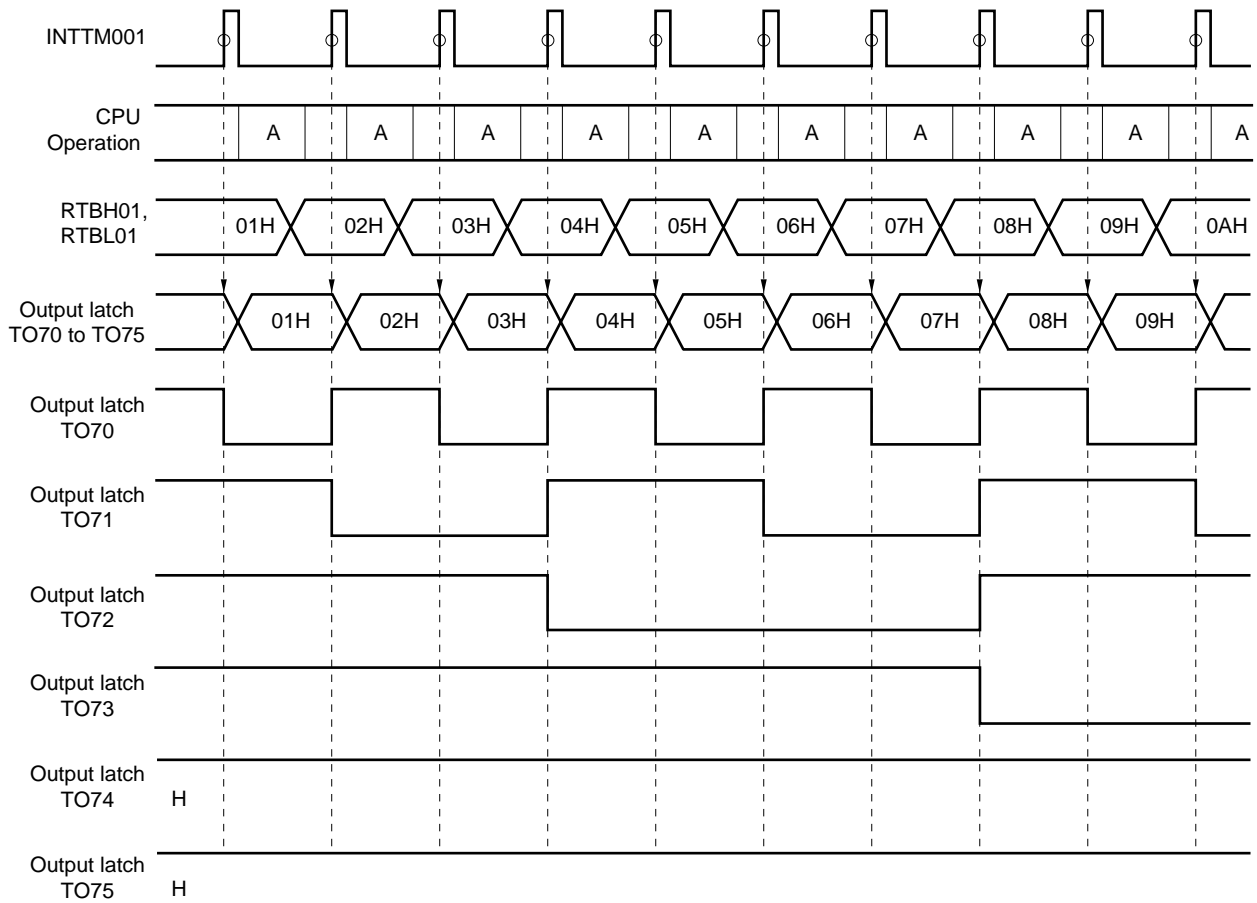 INTTM001
CPU
Operation
A A A A A A A A A A
RTBH01,
RTBL01
01H 02H 03H 04H 05H 06H 07H 08H 09H 0AH
Output latch
TO70 to TO75
01H 02H 03H 04H 05H 06H 07H 08H 09H
Output latch
TO70
Output latch
TO71
Output latch
TO72
Output latch
TO73
Output latch
TO74
H
Output latch
TO75
H